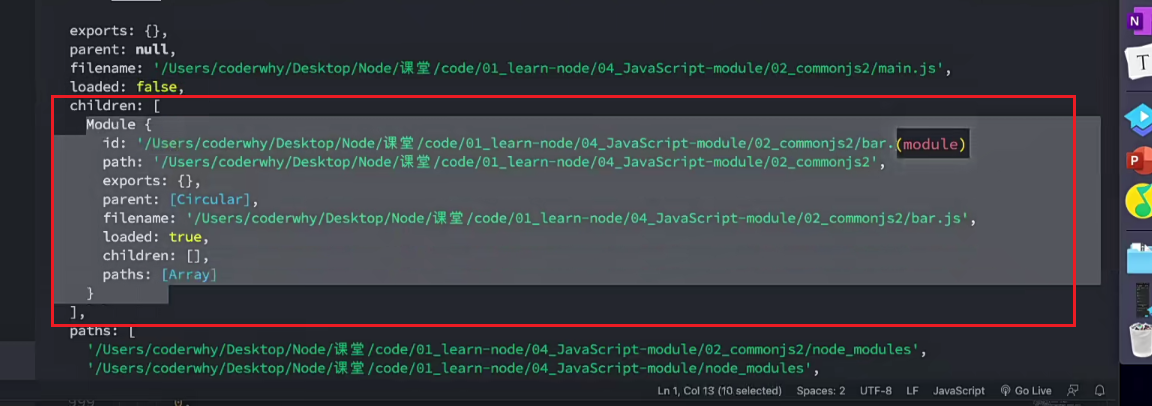 exports: {},
parent: null,
filename: '/Users/coderwhy/Desktop/Node/课堂/code/01_learn-node/04_JavaScript-module/02_commonjs2/main.js',
loaded: false,
children: [
Module {
id: '/Users/coderwhy/Desktop/Node/课堂/code/01_learn-node/04_JavaScript-module/02_commonjs2/bar.(module)
path: '/Users/coderwhy/Desktop/Node/课堂/code/01_learn-node/04_JavaScript-module/02_commonjs2',
exports: {},
parent: [Circular],
filename: '/Users/coderwhy/Desktop/Node/课堂/code/01_learn-node/04_JavaScript-module/02_commonjs2/bar.js',
loaded: true,
children: [],
paths: [Array]
}
],
paths: [
'/Users/coderwhy/Desktop/Node/课堂/code/01_learn-node/04_JavaScript-module/02_commonjs2/node_modules',
'/Users/coderwhy/Desktop/Node/课堂/code/01_learn-node/04_JavaScript-module/node_modules',
Ln 1, Col 13 (10 selected) Spaces: 2 UTF-8 LF JavaScript Go Live
N
T
P